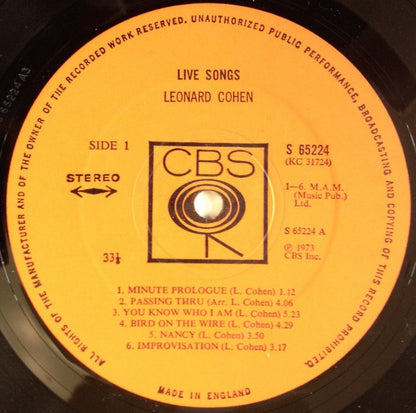 ALL RIGHTS OF THE MANUFACTURER AND OF THE OWNER OF THE RECORDED WORK RESERVED. UNAUTHORIZED PUBLIC PERFORMANCE, BROADCASTING AND COPYING OF THIS RECORD PROHIBITED.
LIVE SONGS
LEONARD COHEN
SIDE 1
STEREO
33⅓
CBS
S 65224
(KC 31724)
1—6. M.A.M.
(Music Pub.)
Ltd.
S 65224 A
℗ 1973
CBS Inc.
1. MINUTE PROLOGUE (L. Cohen) 1.12
2. PASSING THRU (Arr. L. Cohen) 4.06
3. YOU KNOW WHO I AM (L. Cohen) 5.23
4. BIRD ON THE WIRE (L. Cohen) 4.29
5. NANCY (L. Cohen) 3.50
6. IMPROVISATION (L. Cohen) 3.17
MADE IN ENGLAND